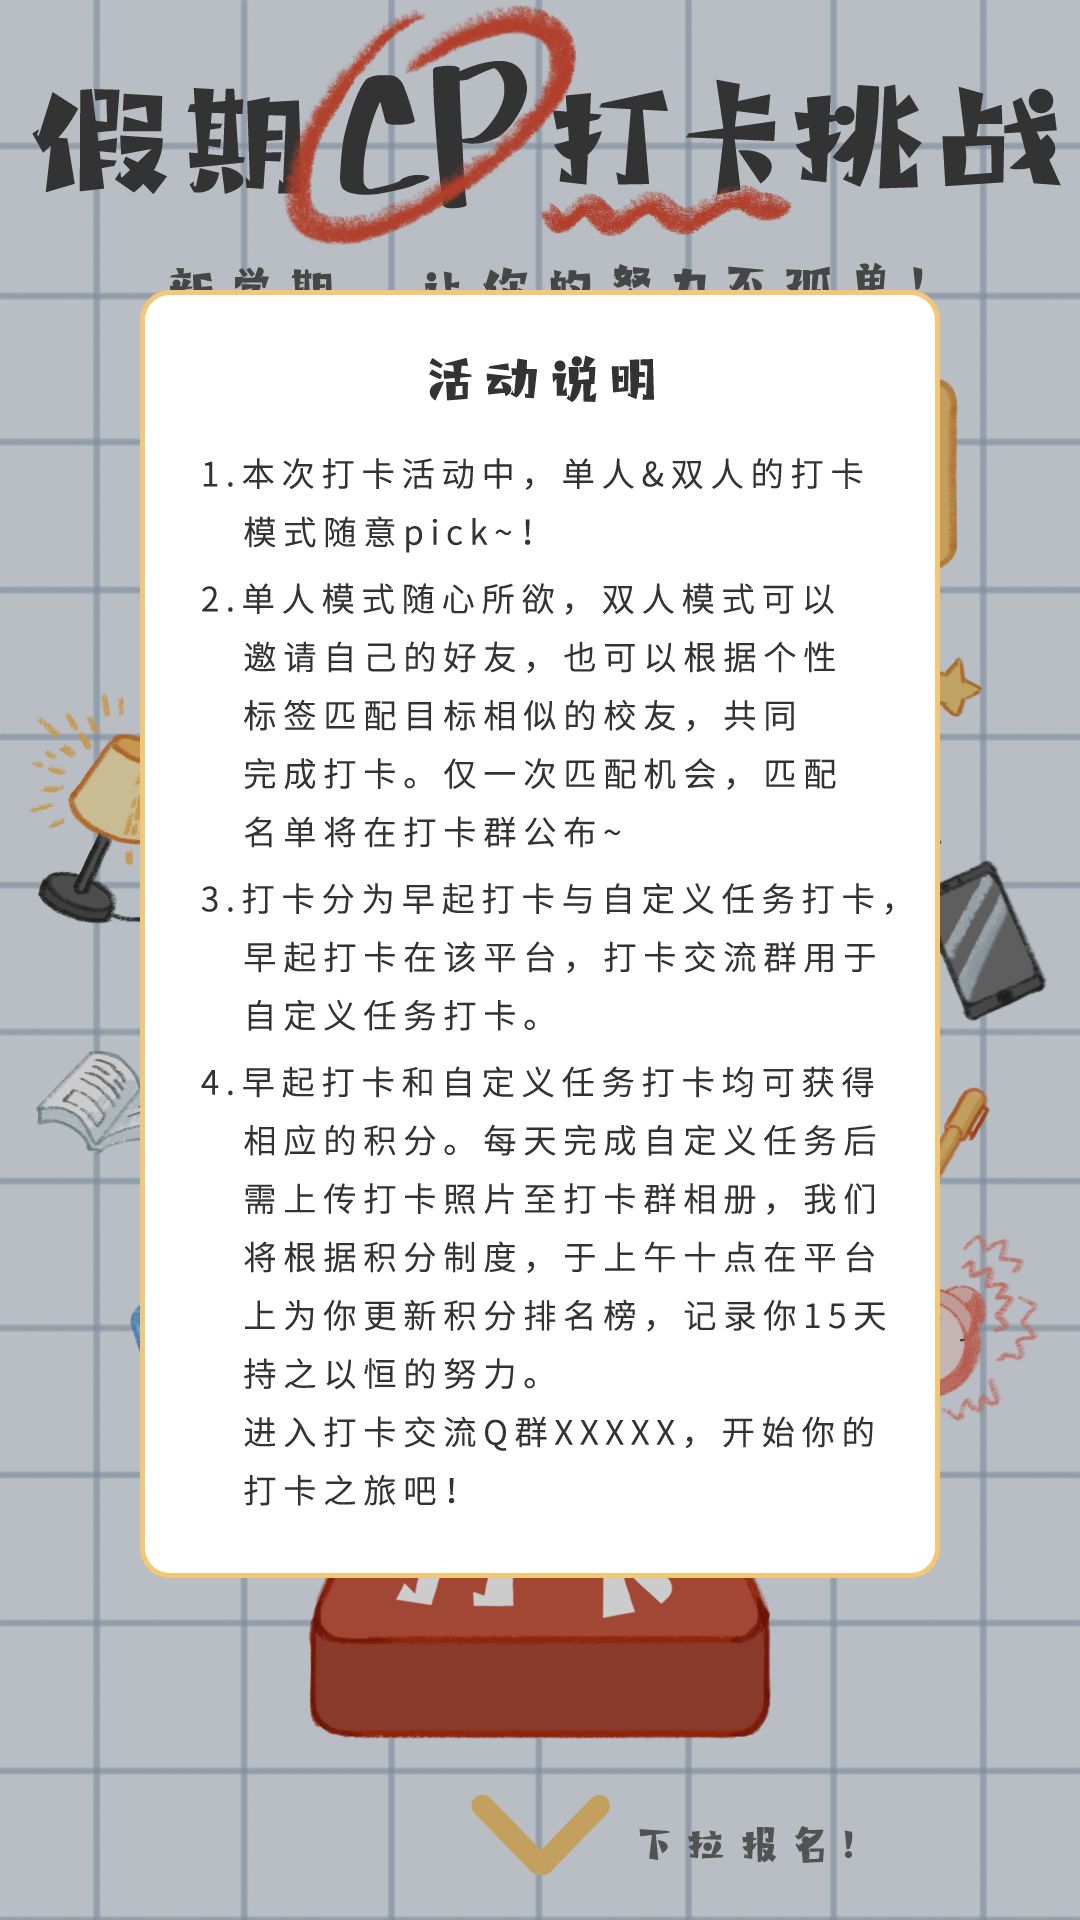 假期CP打卡挑战
新学期，让你的努力不孤单！
活动说明
1.本次打卡活动中，单人&双人的打卡
模式随意pick~！
2.单人模式随心所欲，双人模式可以
邀请自己的好友，也可以根据个性
标签匹配目标相似的校友，共同
完成打卡。仅一次匹配机会，匹配
名单将在打卡群公布~
3.打卡分为早起打卡与自定义任务打卡，
早起打卡在该平台，打卡交流群用于
自定义任务打卡。
4.早起打卡和自定义任务打卡均可获得
相应的积分。每天完成自定义任务后
需上传打卡照片至打卡群相册，我们
将根据积分制度，于上午十点在平台
上为你更新积分排名榜，记录你15天
持之以恒的努力。
进入打卡交流Q群XXXXX，开始你的
打卡之旅吧！
打卡
下拉报名！